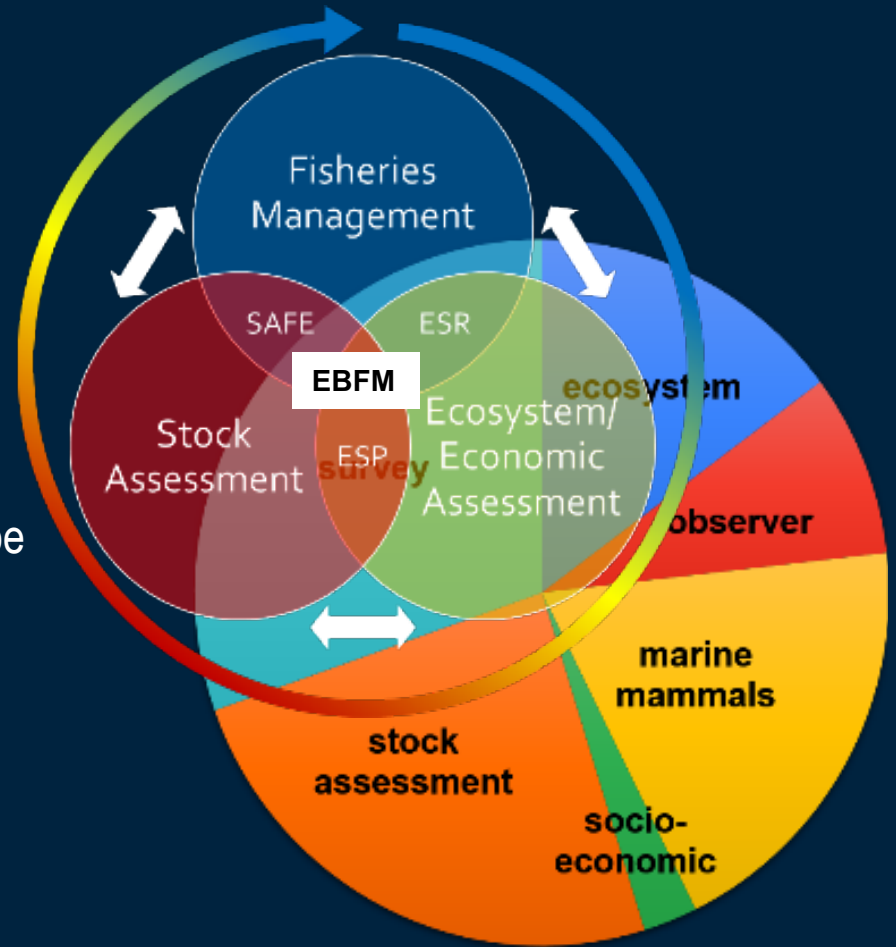 Fisheries
Management
SAFE
ESR
EBFM
ecosystem
Stock
Assessment
ESP
survey
Ecosystem/
Economic
Assessment
observer
marine
mammals
stock
assessment
socio-
economic